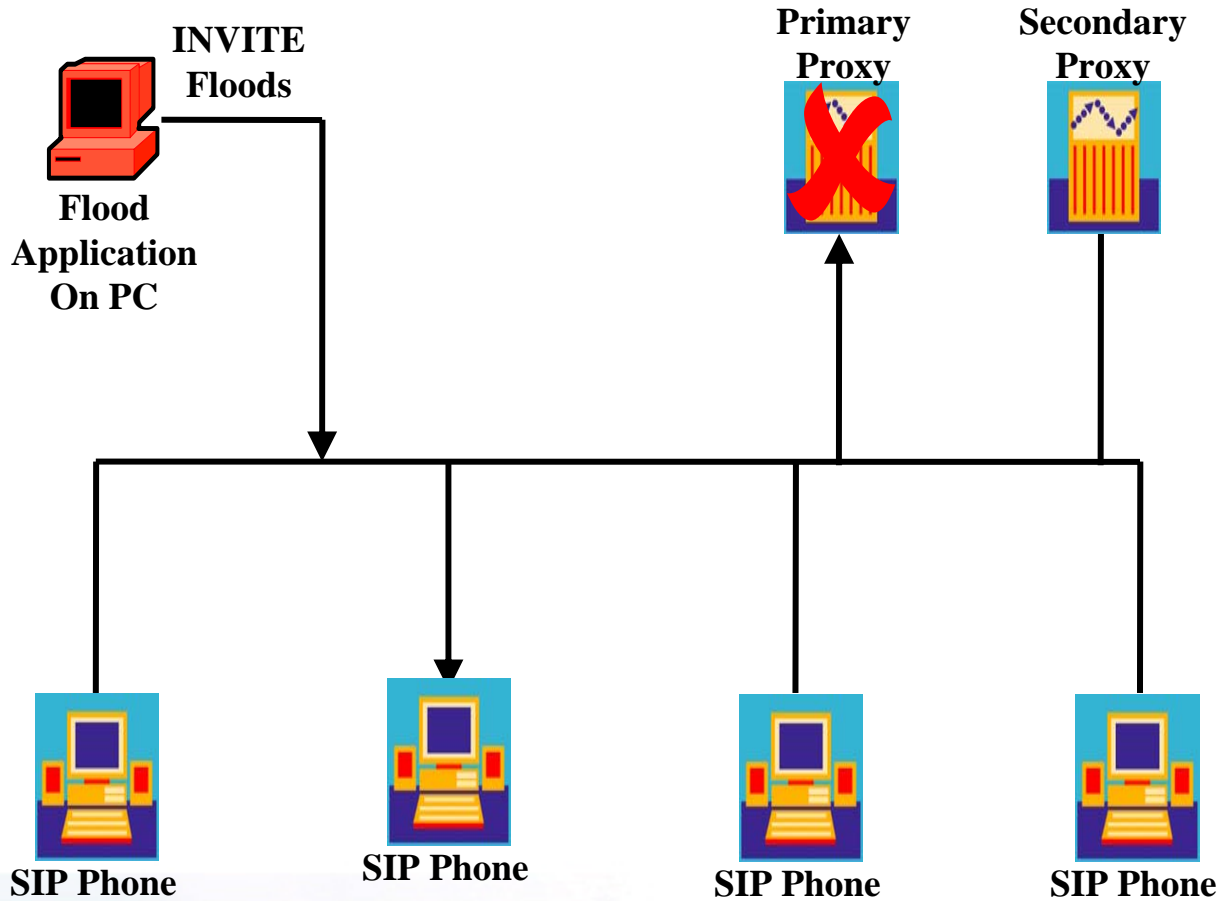 INVITE
Floods
Primary
Proxy
Secondary
Proxy
Flood
Application
On PC
SIP Phone
SIP Phone
SIP Phone
SIP Phone